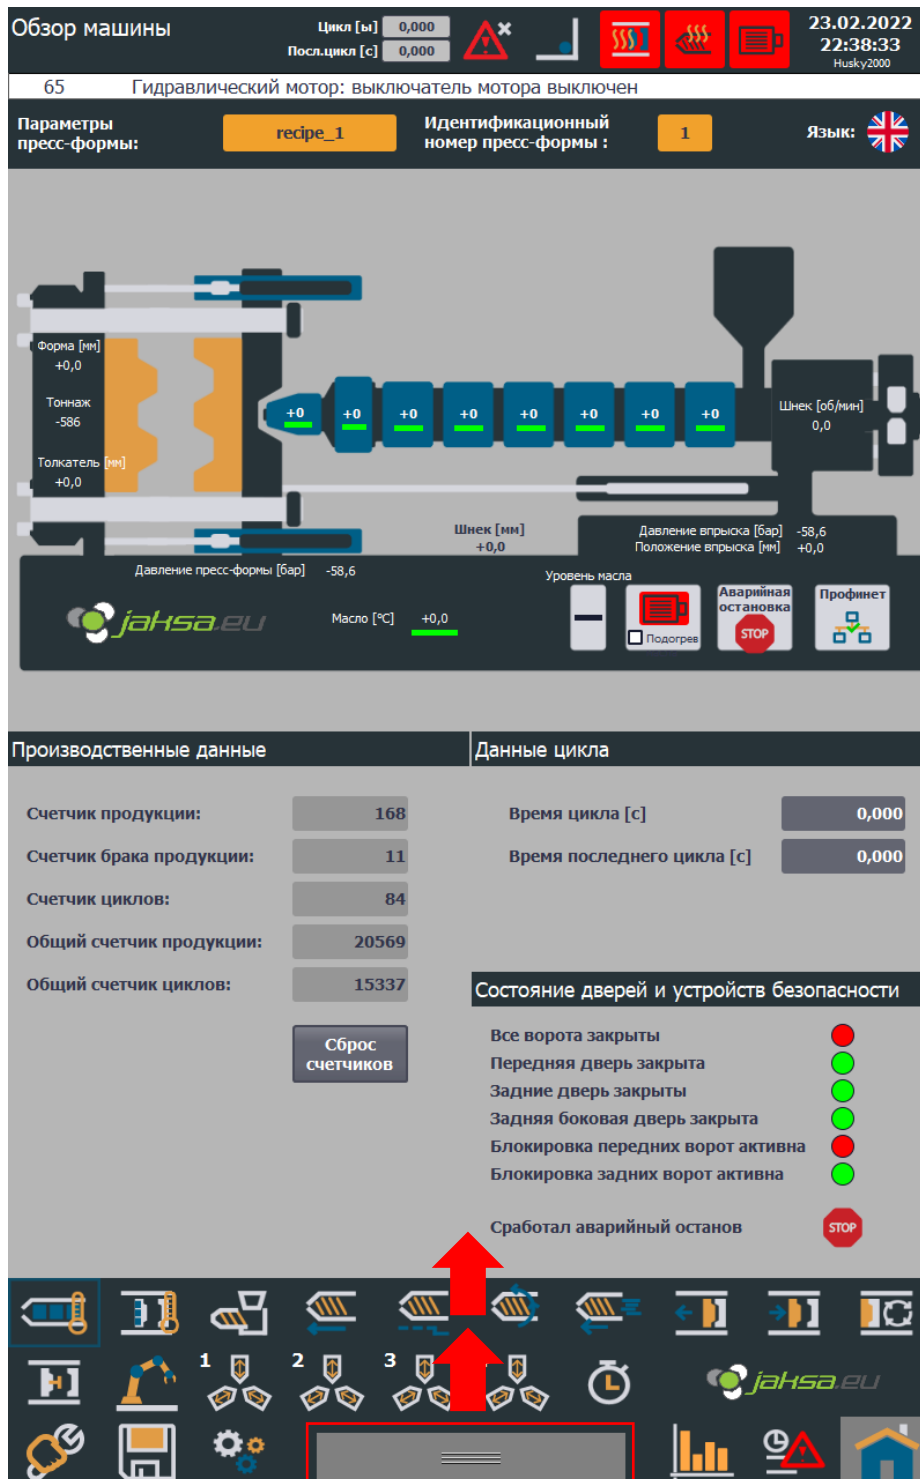 Обзор машины
Цикл [ы] 0,000
Посл.цикл [с] 0,000
23.02.2022
22:38:33
Husky2000
65 Гидравлический мотор: выключатель мотора выключен
Параметры
пресс-формы:
recipe_1
Идентификационный
номер пресс-формы :
1
Язык:
Форма [мм]
+0,0
Тоннаж
-586
Толкатель [мм]
+0,0
+0 +0 +0 +0 +0 +0 +0 +0
Шнек [об/мин]
0,0
Шнек [мм]
+0,0
Давление впрыска [бар] -58,6
Положение впрыска [мм] +0,0
Давление пресс-формы [бар] -58,6
jaksa.eu
Масло [°C] +0,0
Уровень масла
Подогрев
Аварийная
остановка
STOP
Профинет
Производственные данные
Счетчик продукции: 168
Счетчик брака продукции: 11
Счетчик циклов: 84
Общий счетчик продукции: 20569
Общий счетчик циклов: 15337
Сброс
счетчиков
Данные цикла
Время цикла [с] 0,000
Время последнего цикла [с] 0,000
Состояние дверей и устройств безопасности
Все ворота закрыты
Передняя дверь закрыта
Задние дверь закрыты
Задняя боковая дверь закрыта
Блокировка передних ворот активна
Блокировка задних ворот активна
Сработал аварийный останов
STOP
1 2 3
jaksa.eu